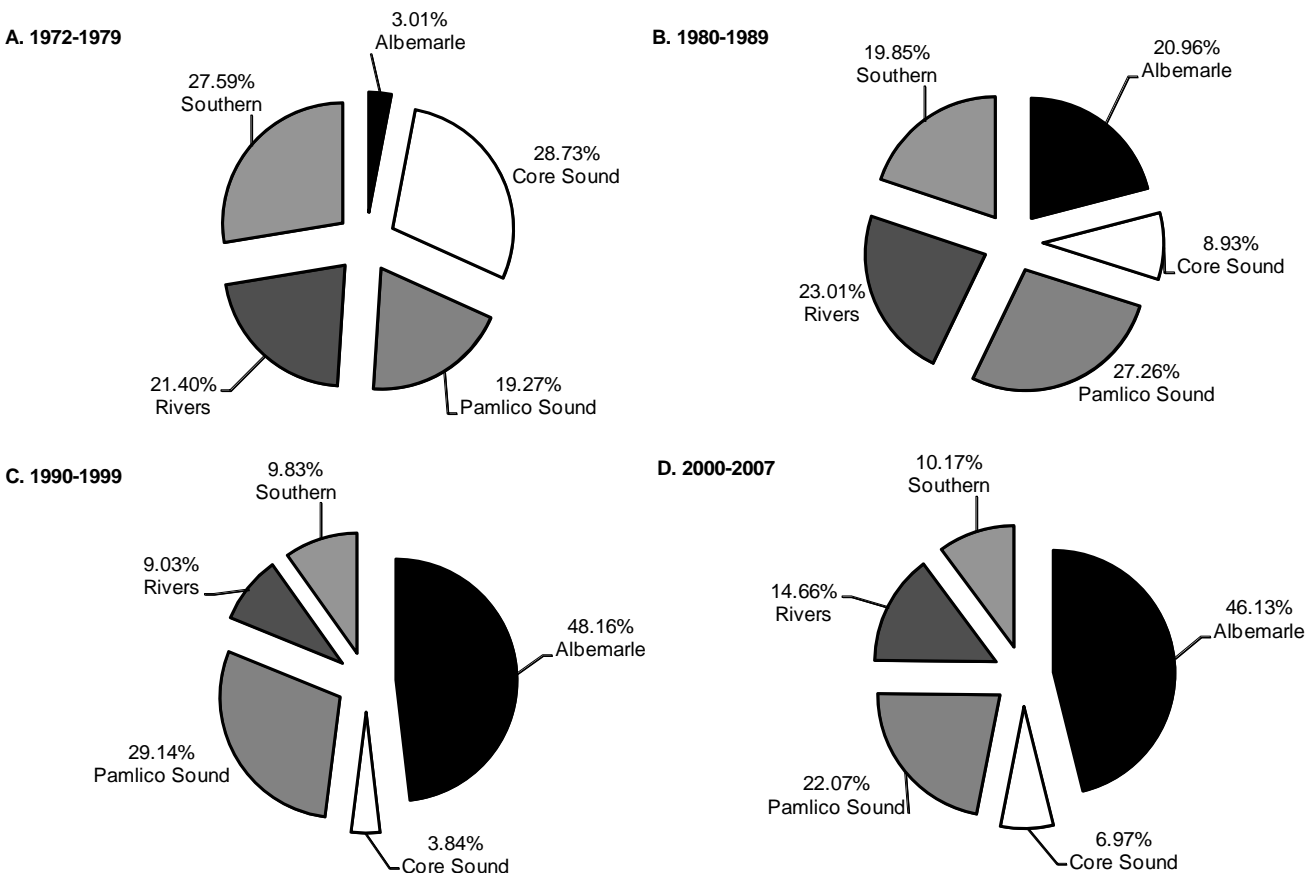 A. 1972-1979
3.01%
Albemarle
27.59%
Southern
28.73%
Core Sound
21.40%
Rivers
19.27%
Pamlico Sound
B. 1980-1989
19.85%
Southern
20.96%
Albemarle
8.93%
Core Sound
23.01%
Rivers
27.26%
Pamlico Sound
C. 1990-1999
9.83%
Southern
9.03%
Rivers
48.16%
Albemarle
29.14%
Pamlico Sound
3.84%
Core Sound
D. 2000-2007
10.17%
Southern
14.66%
Rivers
46.13%
Albemarle
22.07%
Pamlico Sound
6.97%
Core Sound